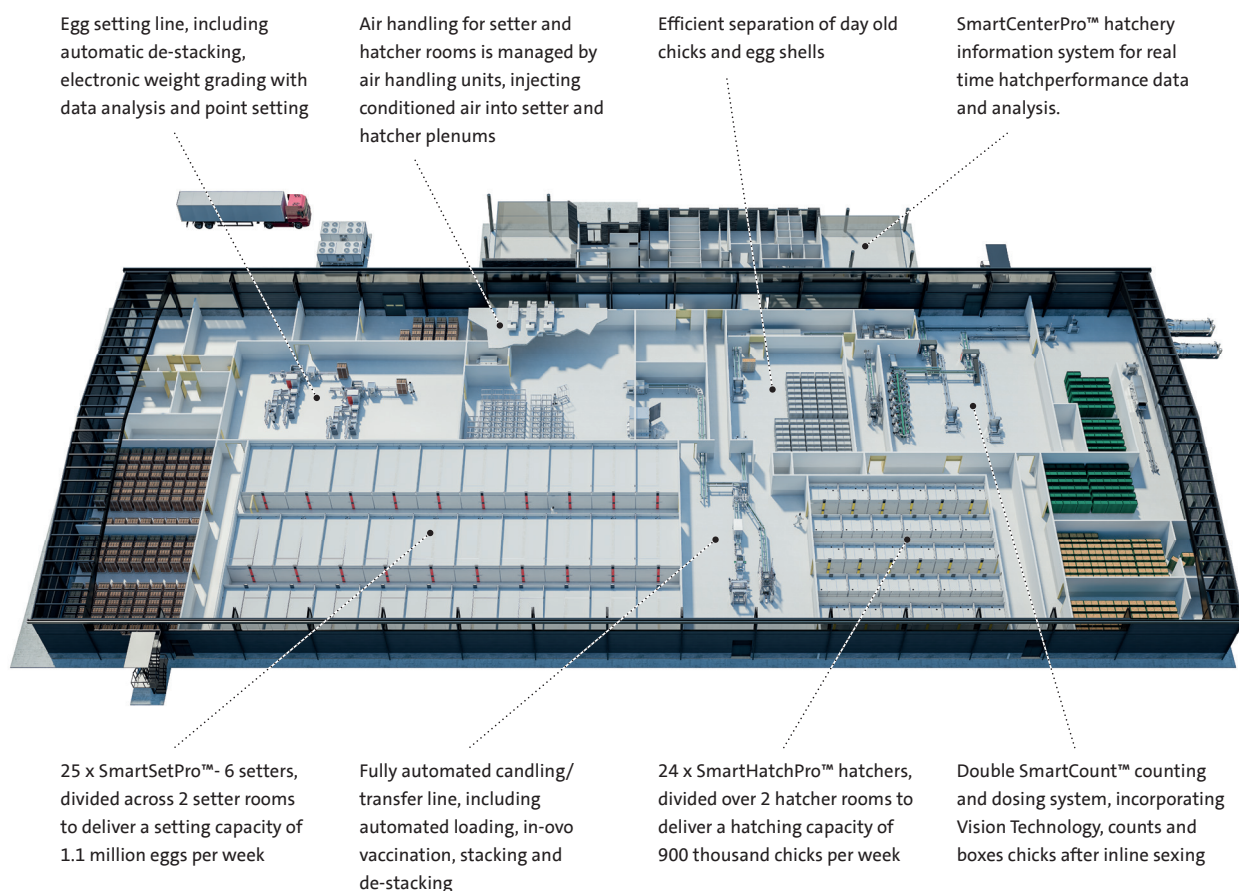 Egg setting line, including
automatic de-stacking,
electronic weight grading with
data analysis and point setting
Air handling for setter and
hatcher rooms is managed by
air handling units, injecting
conditioned air into setter and
hatcher plenums
Efficient separation of day old
chicks and egg shells
SmartCenterPro™ hatchery
information system for real
time hatchperformance data
and analysis.
25 x SmartSetPro™- 6 setters,
divided across 2 setter rooms
to deliver a setting capacity of
1.1 million eggs per week
Fully automated candling/
transfer line, including
automated loading, in-ovo
vaccination, stacking and
de-stacking
24 x SmartHatchPro™ hatchers,
divided over 2 hatcher rooms to
deliver a hatching capacity of
900 thousand chicks per week
Double SmartCount™ counting
and dosing system, incorporating
Vision Technology, counts and
boxes chicks after inline sexing